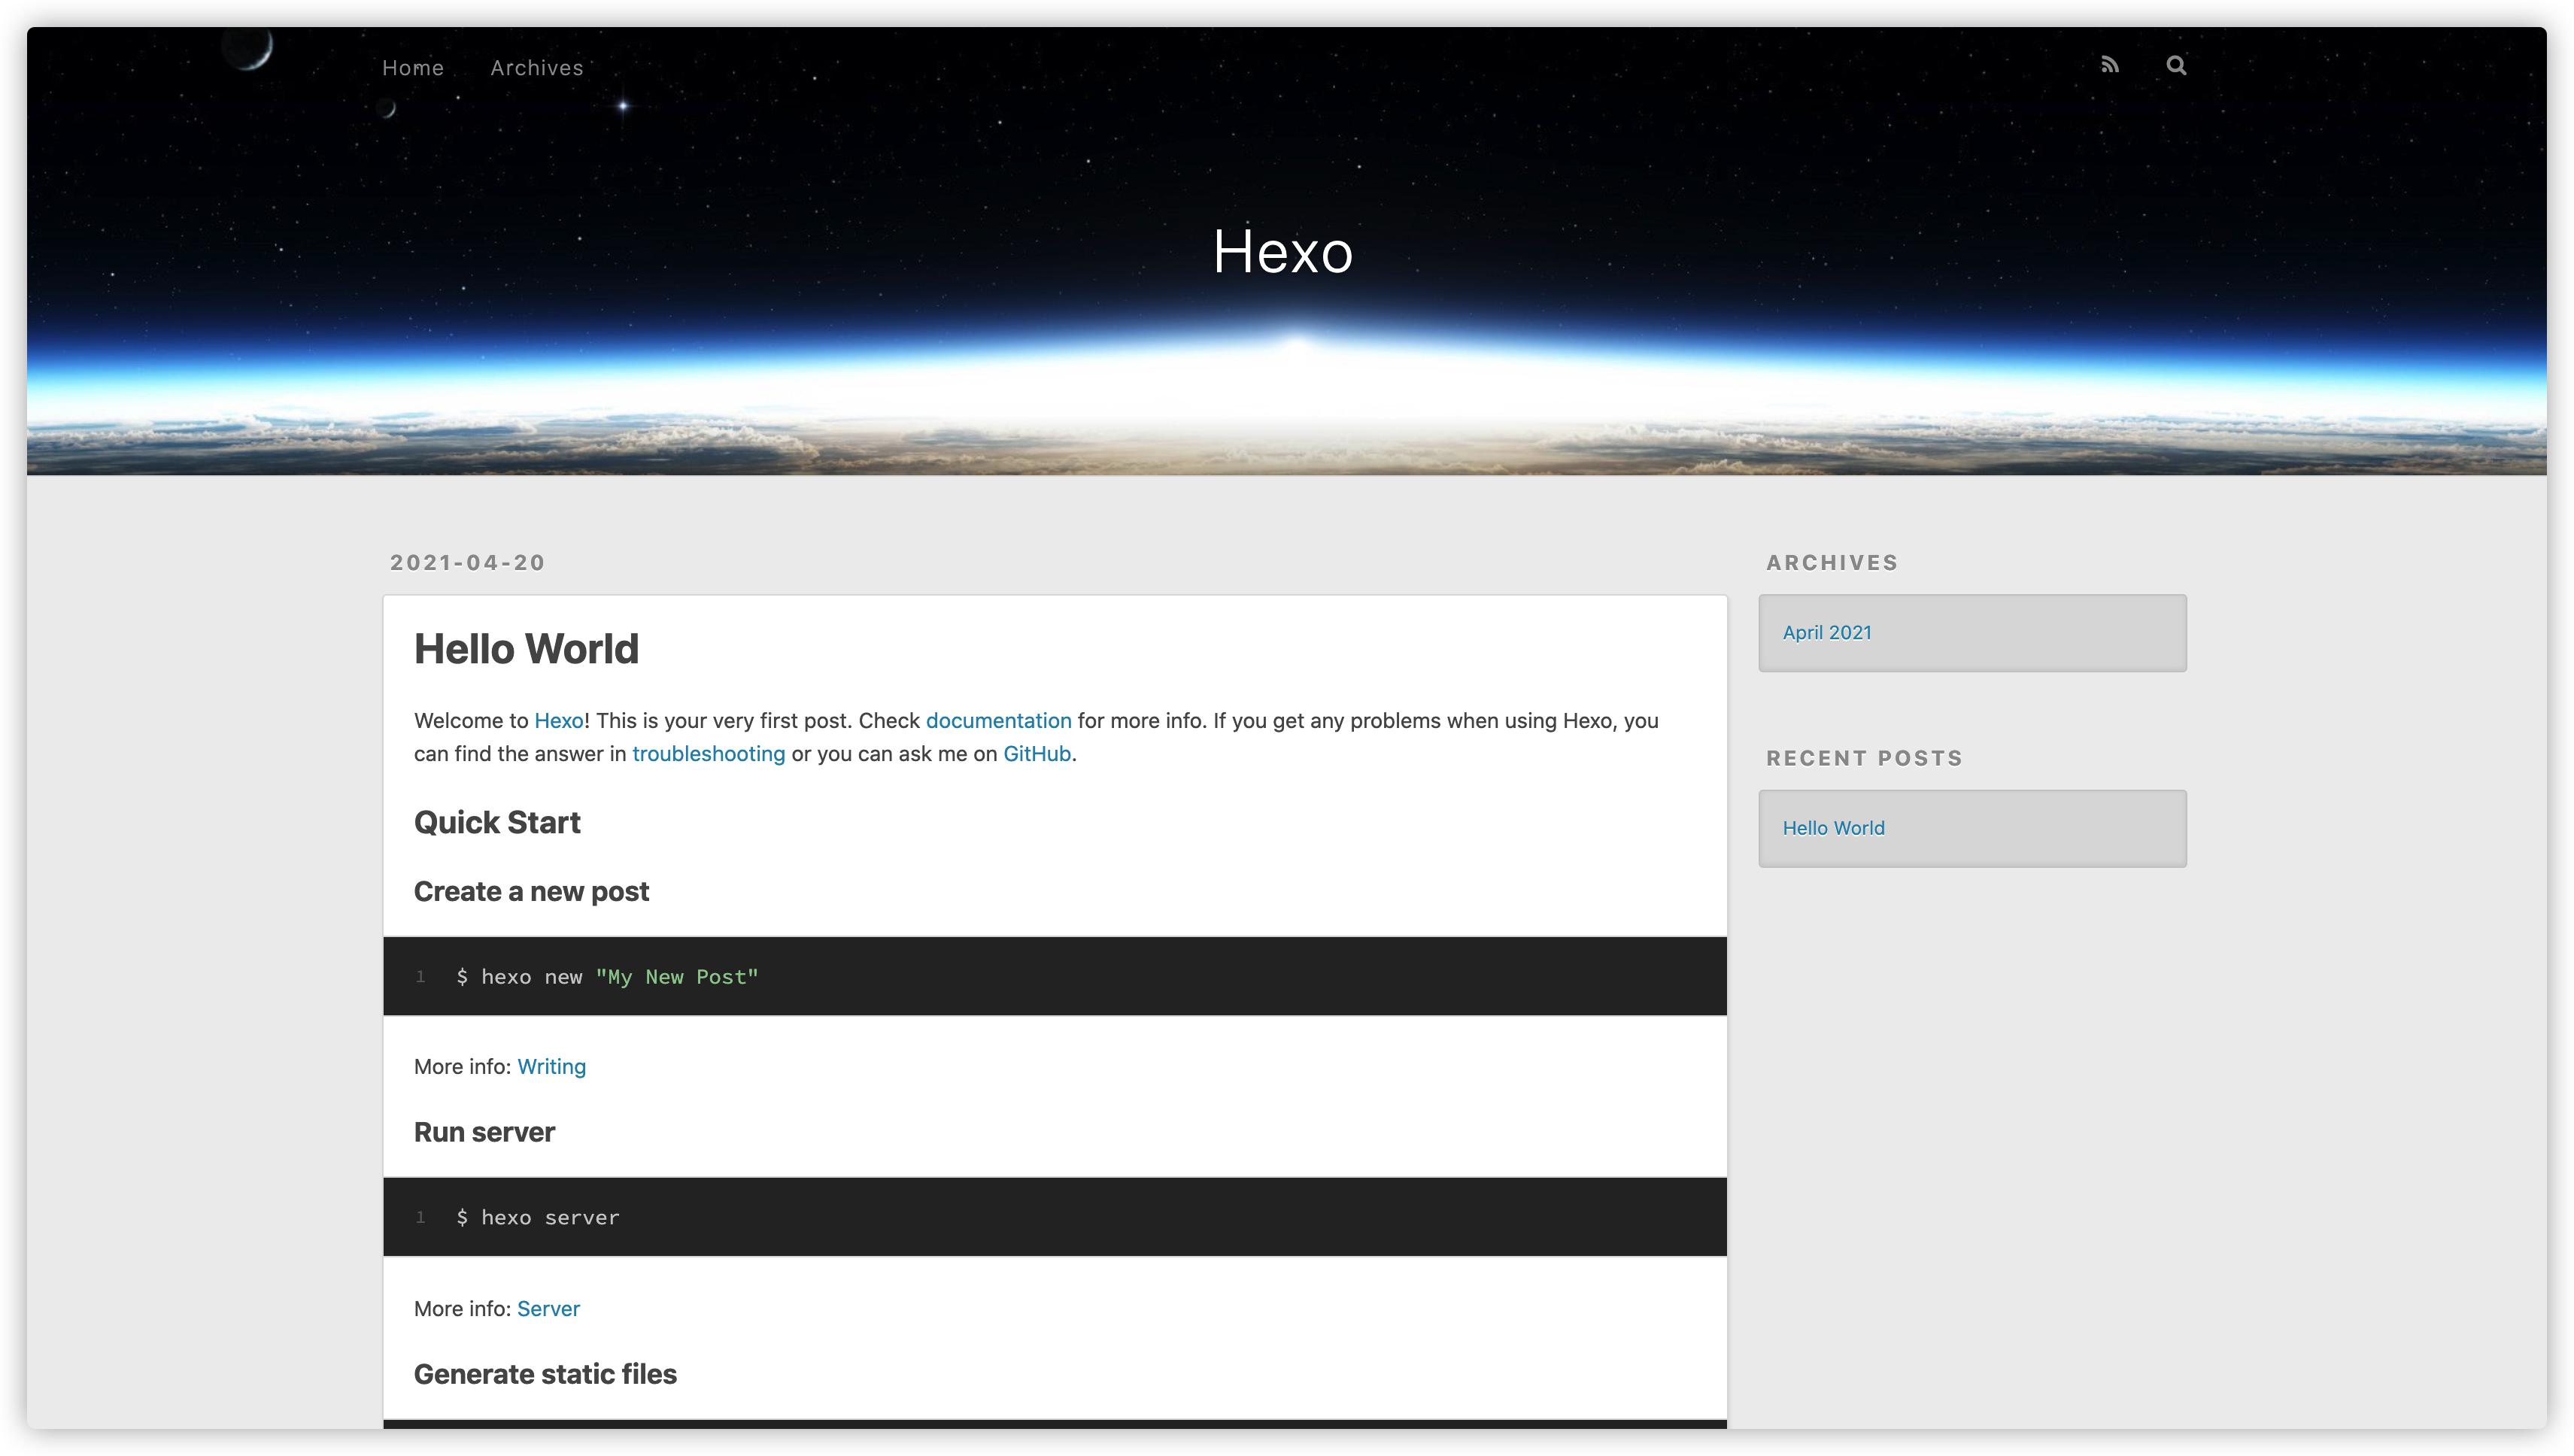 Home Archives
Hexo
2021-04-20
Hello World
Welcome to Hexo! This is your very first post. Check documentation for more info. If you get any problems when using Hexo, you
can find the answer in troubleshooting or you can ask me on GitHub.
Quick Start
Create a new post
1 $ hexo new "My New Post"
More info: Writing
Run server
1 $ hexo server
More info: Server
Generate static files
ARCHIVES
April 2021
RECENT POSTS
Hello World